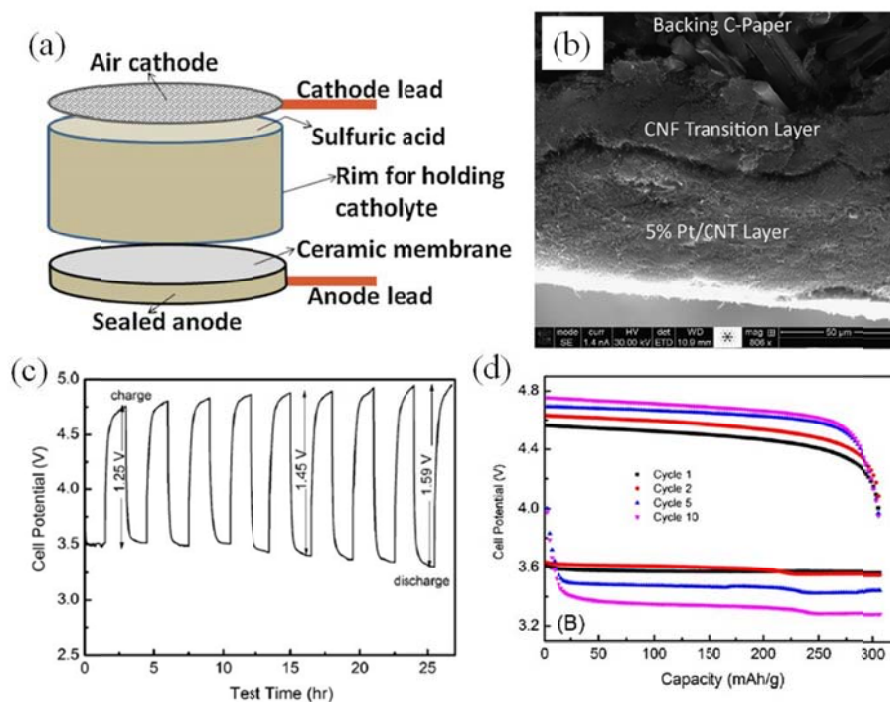 (a)
Air cathode
Cathode lead
Sulfuric acid
Rim for holding
catholyte
Ceramic membrane
Anode lead
Sealed anode
(b)
Backing C-Paper
CNF Transition Layer
5% Pt/CNT Layer
mode curr HV det WD mag
SE 1.4 nA 30.00 kV ETD 10.9 mm 806 x 50 µm
(c)
5.0
4.5
4.0
3.5
3.0
2.5
Cell Potential (V)
charge
1.25 V
1.45 V
1.59 V
discharge
0 5 10 15 20 25
Test Time (hr)
(d)
4.8
4.4
4.0
3.6
3.2
Cell Potential (V)
Cycle 1
Cycle 2
Cycle 5
Cycle 10
(B)
0 50 100 150 200 250 300
Capacity (mAh/g)